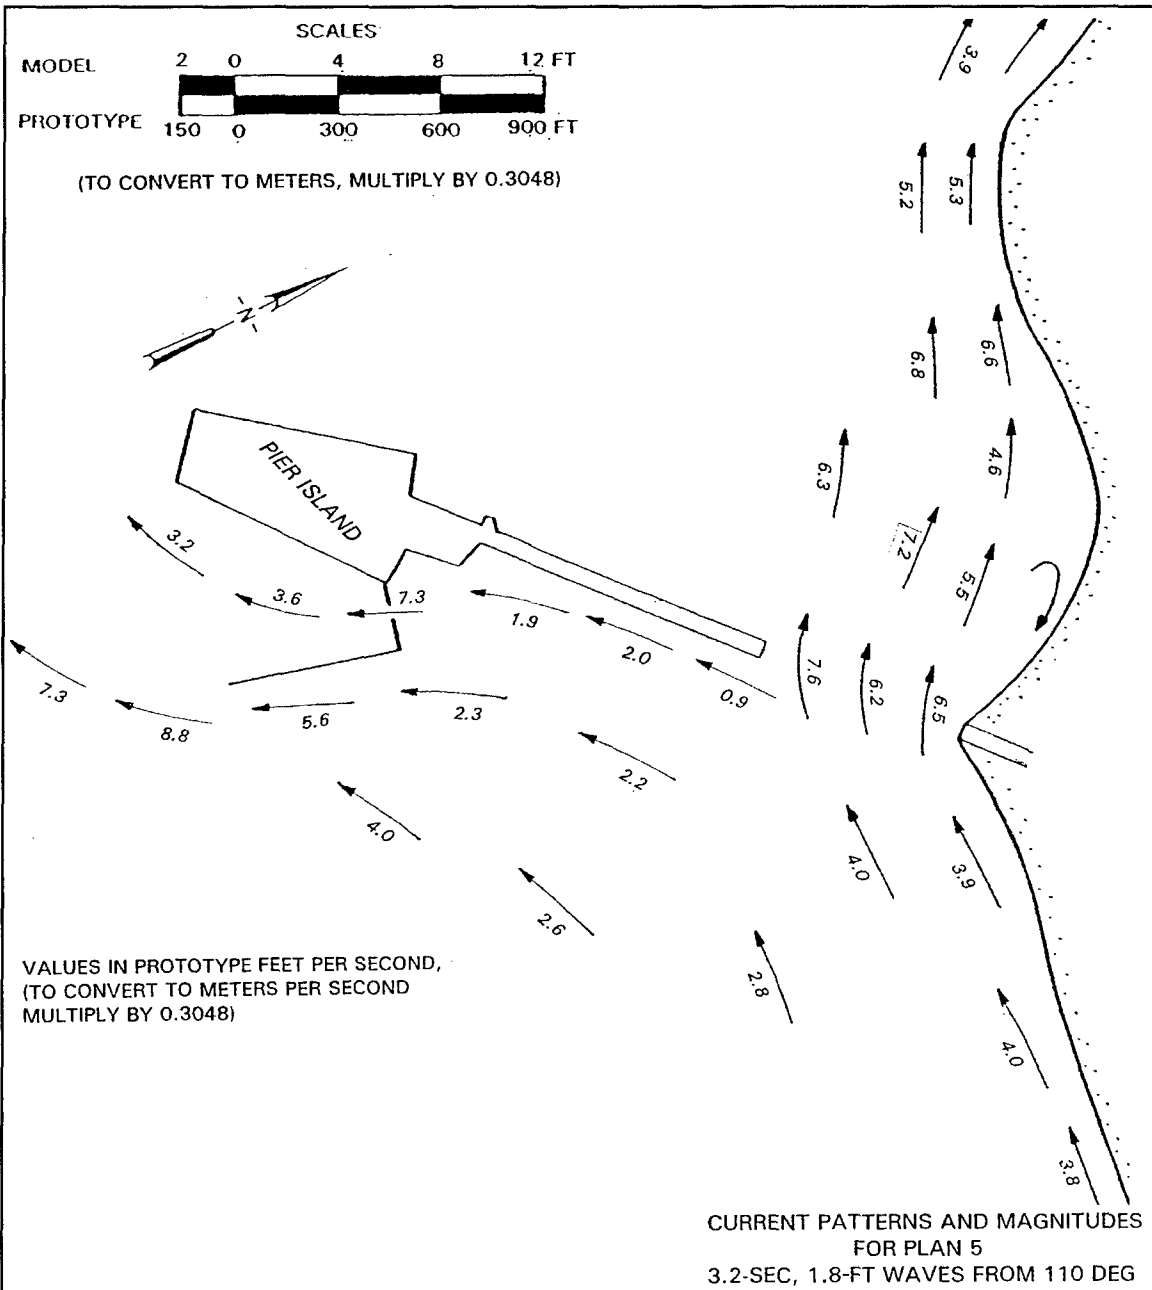 SCALES
MODEL 2 0 4 8 12 FT
PROTOTYPE 150 0 300 600 900 FT
(TO CONVERT TO METERS, MULTIPLY BY 0.3048)
-N-
PIER ISLAND
3.9
5.2
5.3
6.8
6.6
6.3
4.6
7.2
5.5
3.2
3.6
7.3
1.9
2.0
0.9
7.6
6.2
6.5
7.3
8.8
5.6
2.3
2.2
4.0
2.6
4.0
3.9
2.8
4.0
3.8
VALUES IN PROTOTYPE FEET PER SECOND,
(TO CONVERT TO METERS PER SECOND
MULTIPLY BY 0.3048)
CURRENT PATTERNS AND MAGNITUDES
FOR PLAN 5
3.2-SEC, 1.8-FT WAVES FROM 110 DEG